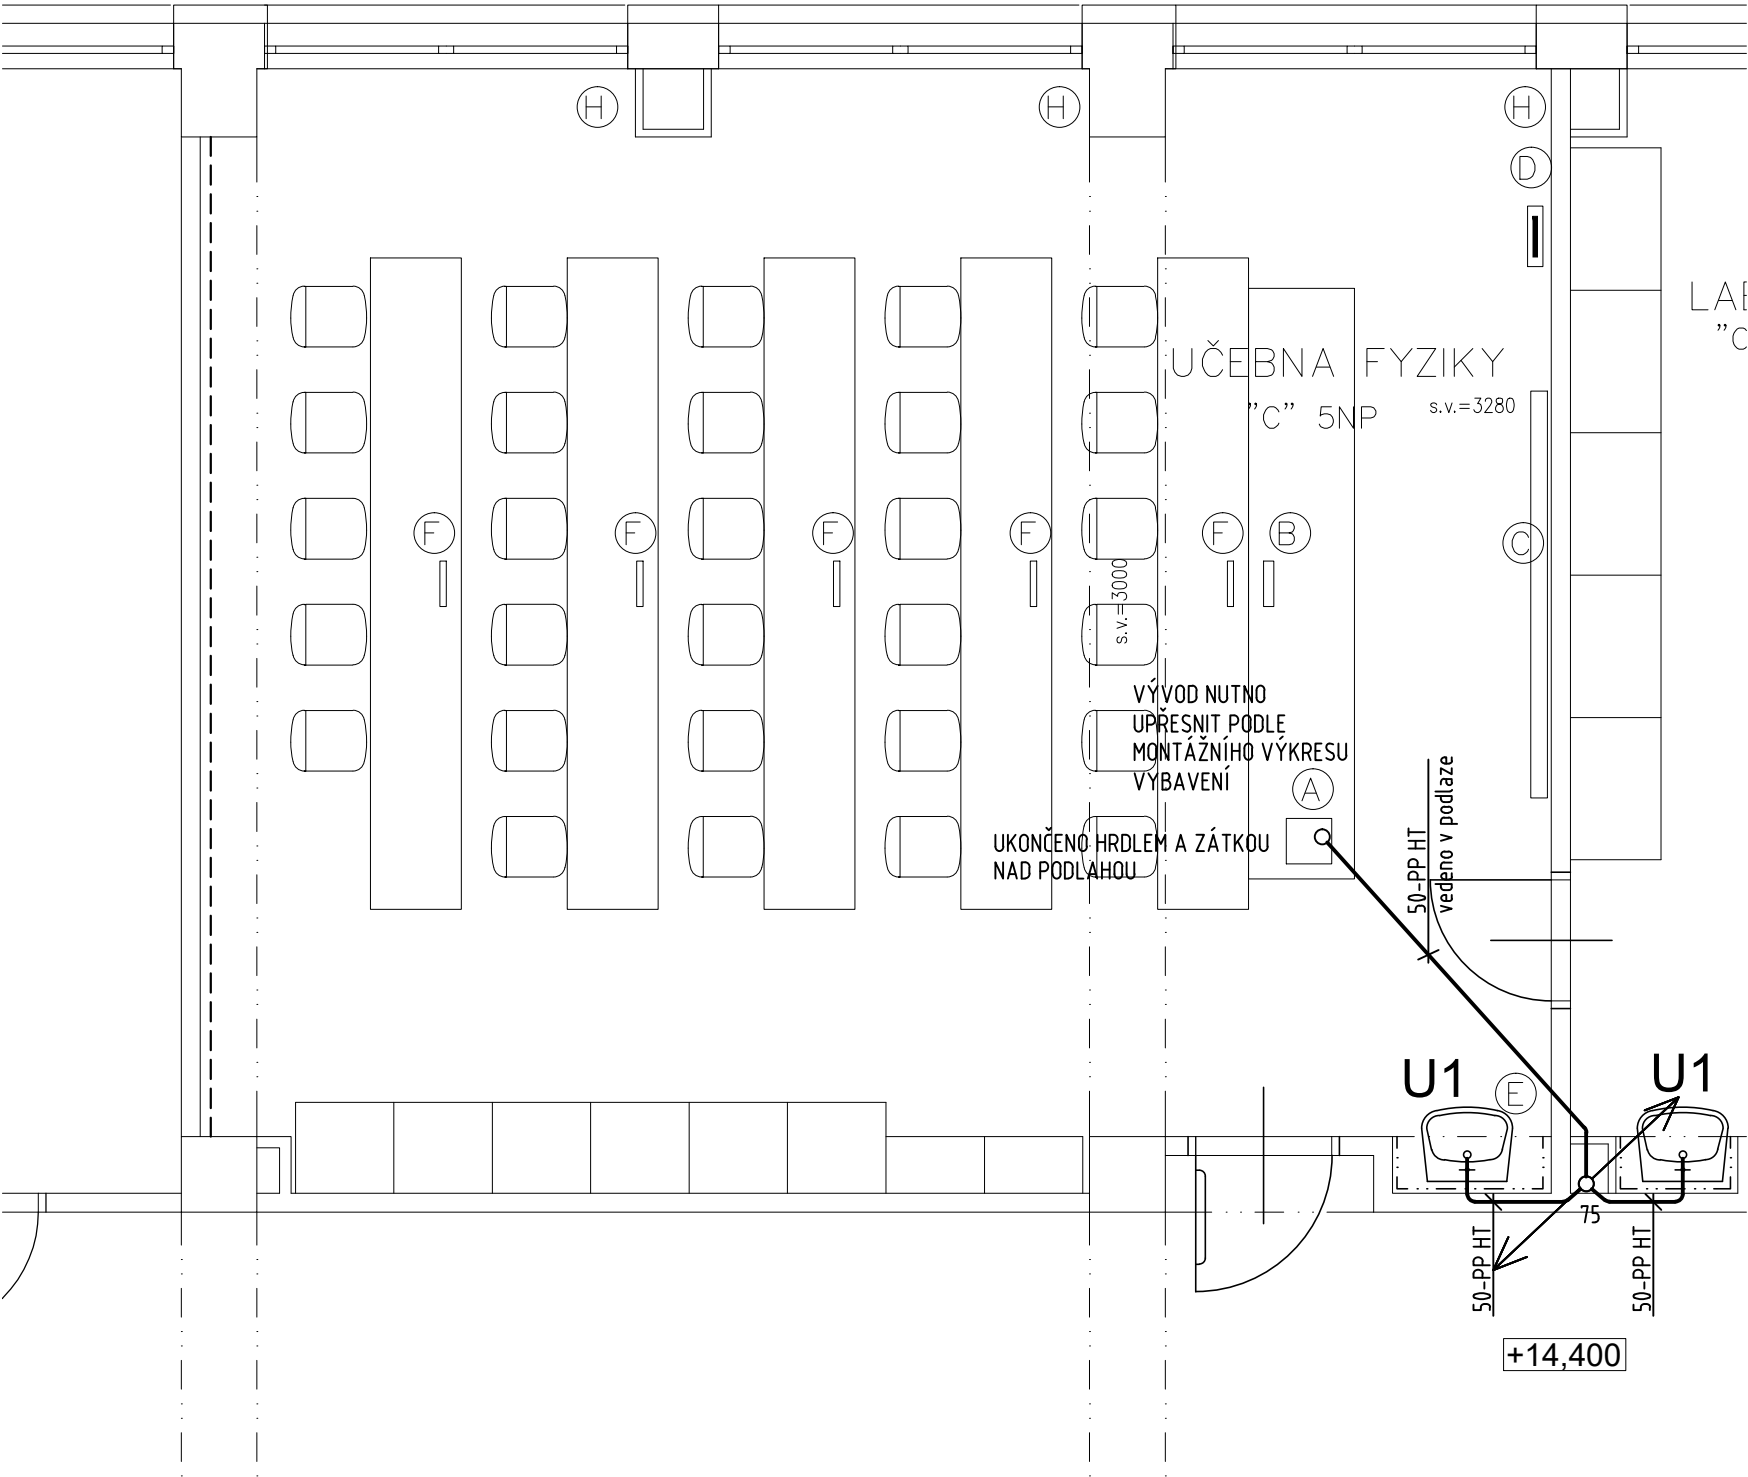 H
H
H
D
LAB
"C
UČEBNA FYZIKY
"C" 5NP
s.v.=3280
F
F
F
F
F
B
C
s.v.=3000
VÝVOD NUTNO
UPŘESNIT PODLE
MONTÁŽNÍHO VÝKRESU
VYBAVENÍ
A
UKONČENO HRDLEM A ZÁTKOU
NAD PODLAHOU
50-PP HT
vedeno v podlaze
U1
E
U1
75
50-PP HT
50-PP HT
+14,400